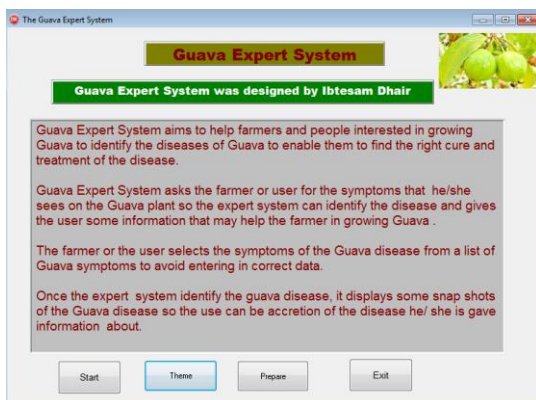 The Guava Expert System
Guava Expert System
Guava Expert System was designed by Ibtesam Dhair
Guava Expert System aims to help farmers and people interested in growing
Guava to identify the diseases of Guava to enable them to find the right cure and
treatment of the disease.
Guava Expert System asks the farmer or user for the symptoms that he/she
sees on the Guava plant so the expert system can identify the disease and gives
the user some information that may help the farmer in growing Guava .
The farmer or the user selects the symptoms of the Guava disease from a list of
Guava symptoms to avoid entering in correct data.
Once the expert system identify the guava disease, it displays some snap shots
of the Guava disease so the use can be accretion of the disease he/ she is gave
information about.
Start Theme Prepare Exit